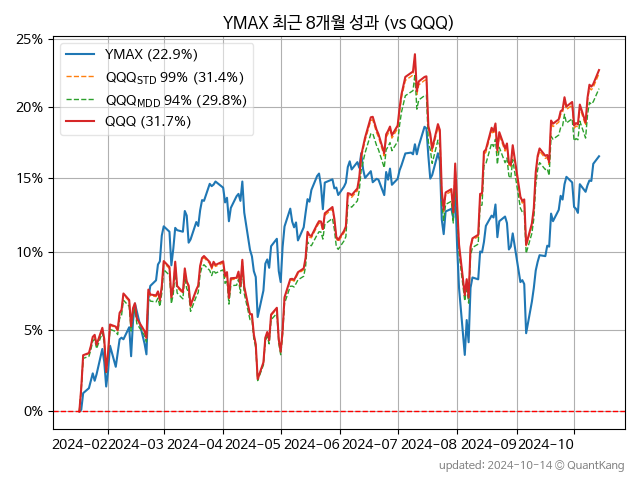 YMAX 최근 8개월 성과 (vs QQQ)
25%
20%
15%
10%
5%
0%
YMAX (22.9%)
QQQSTD 99% (31.4%)
QQQMDD 94% (29.8%)
QQQ (31.7%)
2024-02 2024-03 2024-04 2024-05 2024-06 2024-07 2024-08 2024-09 2024-10
updated: 2024-10-14 © QuantKang